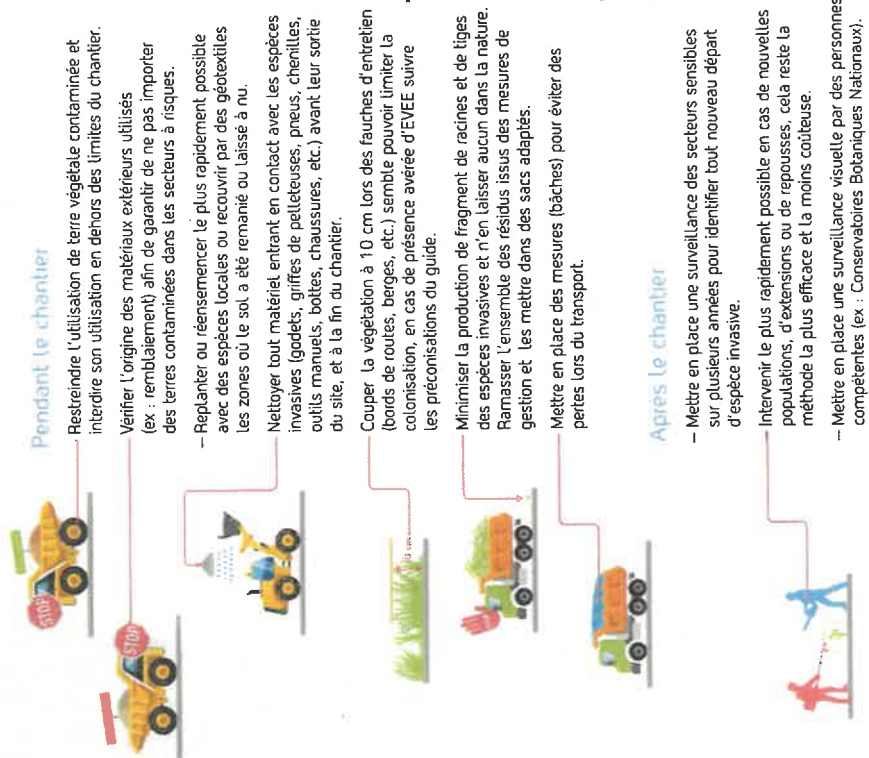 Pendant le chantier
Restreindre l'utilisation de terre végétale contaminée et
interdire son utilisation en dehors des limites du chantier.
Vérifier l'origine des matériaux extérieurs utilisés
(ex : remblaiement) afin de garantir de ne pas importer
des terres contaminées dans les secteurs à risques.
— Replanter ou réensemencer le plus rapidement possible
avec des espèces locales ou recouvrir par des géotextiles
les zones où le sol a été remanié ou laissé à nu.
Nettoyer tout matériel entrant en contact avec les espèces
invasives (godets, griffes de pelleteuses, pneus, chenilles,
outils manuels, bottes, chaussures, etc.) avant leur sortie
du site, et à la fin du chantier.
Couper la végétation à 10 cm lors des fauches d'entretien
(bords de routes, berges, etc.) semble pouvoir limiter la
colonisation, en cas de présence avérée d'EVEE suivre
les préconisations du guide.
Minimiser la production de fragment de racines et de tiges
des espèces invasives et n'en laisser aucun dans la nature.
Ramasser l'ensemble des résidus issus des mesures de
gestion et les mettre dans des sacs adaptés.
Mettre en place des mesures (bâches) pour éviter des
pertes lors du transport.
Après le chantier
— Mettre en place une surveillance des secteurs sensibles
sur plusieurs années pour identifier tout nouveau départ
d'espèce invasive.
Intervenir le plus rapidement possible en cas de nouvelles
populations, d'extensions ou de repousses, cela reste la
méthode la plus efficace et la moins coûteuse.
— Mettre en place une surveillance visuelle par des personnes
compétentes (ex : Conservatoires Botaniques Nationaux).
STOP
STOP